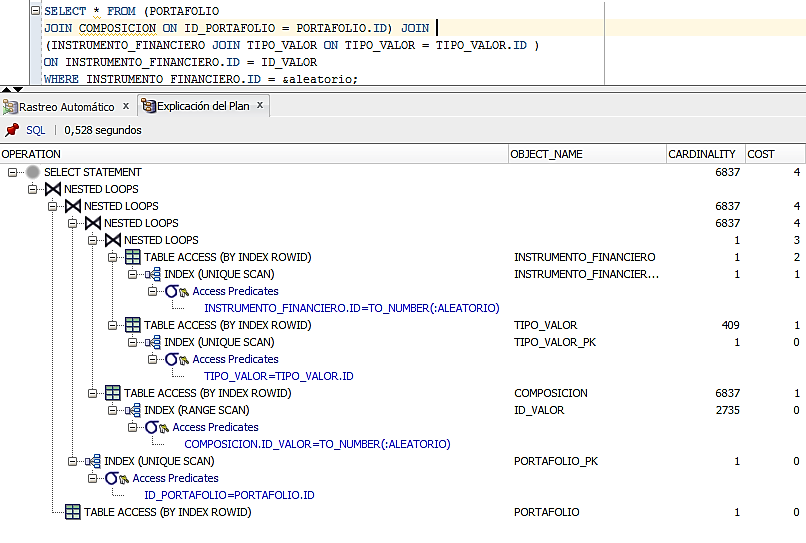 SELECT * FROM (PORTAFOLIO
JOIN COMPOSICION ON ID_PORTAFOLIO = PORTAFOLIO.ID) JOIN
(INSTRUMENTO_FINANCIERO JOIN TIPO_VALOR ON TIPO_VALOR = TIPO_VALOR.ID )
ON INSTRUMENTO_FINANCIERO.ID = ID_VALOR
WHERE INSTRUMENTO_FINANCIERO.ID = &aleatorio;
Rastreo Automático x Explicación del Plan x
SQL | 0,528 segundos
OPERATION OBJECT_NAME CARDINALITY COST
SELECT STATEMENT 6837 4
NESTED LOOPS
NESTED LOOPS 6837 4
NESTED LOOPS 6837 4
NESTED LOOPS 1 3
TABLE ACCESS (BY INDEX ROWID) INSTRUMENTO_FINANCIERO 1 2
INDEX (UNIQUE SCAN) INSTRUMENTO_FINANCIER... 1 1
Access Predicates
INSTRUMENTO_FINANCIERO.ID=TO_NUMBER(:ALEATORIO)
TABLE ACCESS (BY INDEX ROWID) TIPO_VALOR 409 1
INDEX (UNIQUE SCAN) TIPO_VALOR_PK 1 0
Access Predicates
TIPO_VALOR=TIPO_VALOR.ID
TABLE ACCESS (BY INDEX ROWID) COMPOSICION 6837 1
INDEX (RANGE SCAN) ID_VALOR 2735 0
Access Predicates
COMPOSICION.ID_VALOR=TO_NUMBER(:ALEATORIO)
INDEX (UNIQUE SCAN) PORTAFOLIO_PK 1 0
Access Predicates
ID_PORTAFOLIO=PORTAFOLIO.ID
TABLE ACCESS (BY INDEX ROWID) PORTAFOLIO 1 0